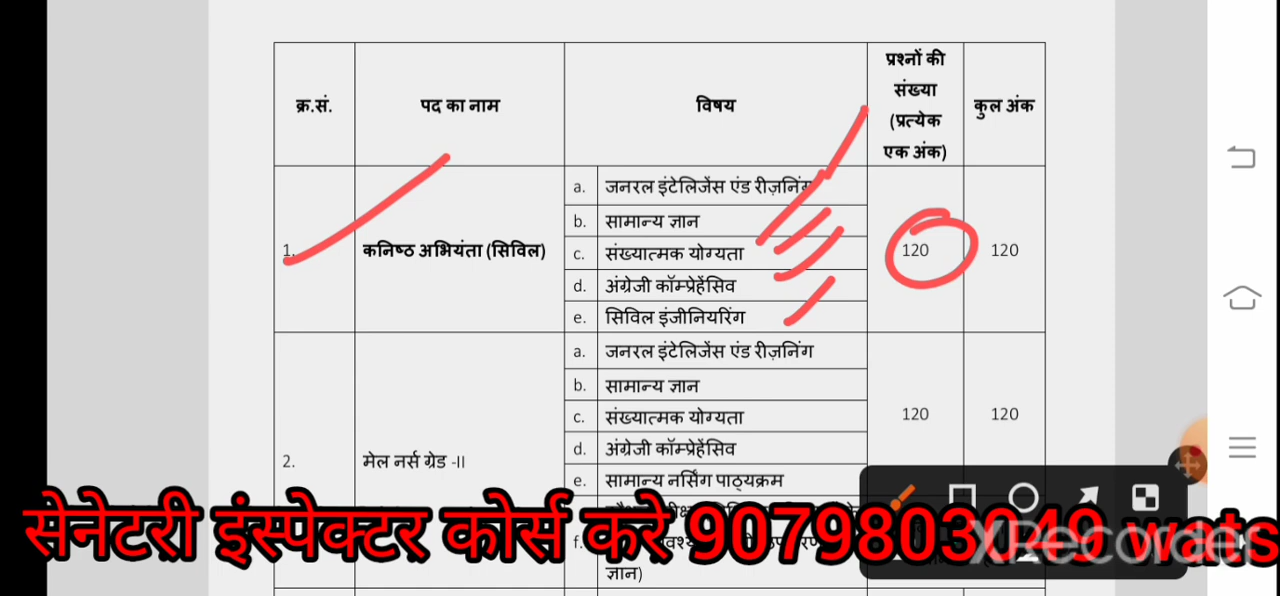 क्र.सं. पद का नाम विषय प्रश्नों की संख्या (प्रत्येक एक अंक) कुल अंक
1. कनिष्ठ अभियंता (सिविल) 120 120
a. जनरल इंटेलिजेंस एंड रीज़निंग
b. सामान्य ज्ञान
c. संख्यात्मक योग्यता
d. अंग्रेजी कॉम्प्रेहेंसिव
e. सिविल इंजीनियरिंग
2. मेल नर्स ग्रेड -II 120 120
a. जनरल इंटेलिजेंस एंड रीज़निंग
b. सामान्य ज्ञान
c. संख्यात्मक योग्यता
d. अंग्रेजी कॉम्प्रेहेंसिव
e. सामान्य नर्सिंग पाठ्यक्रम
f.
ज्ञान)
सेनेटरी इंस्पेक्टर कोर्स करे 9079803049 wats
XRecorder